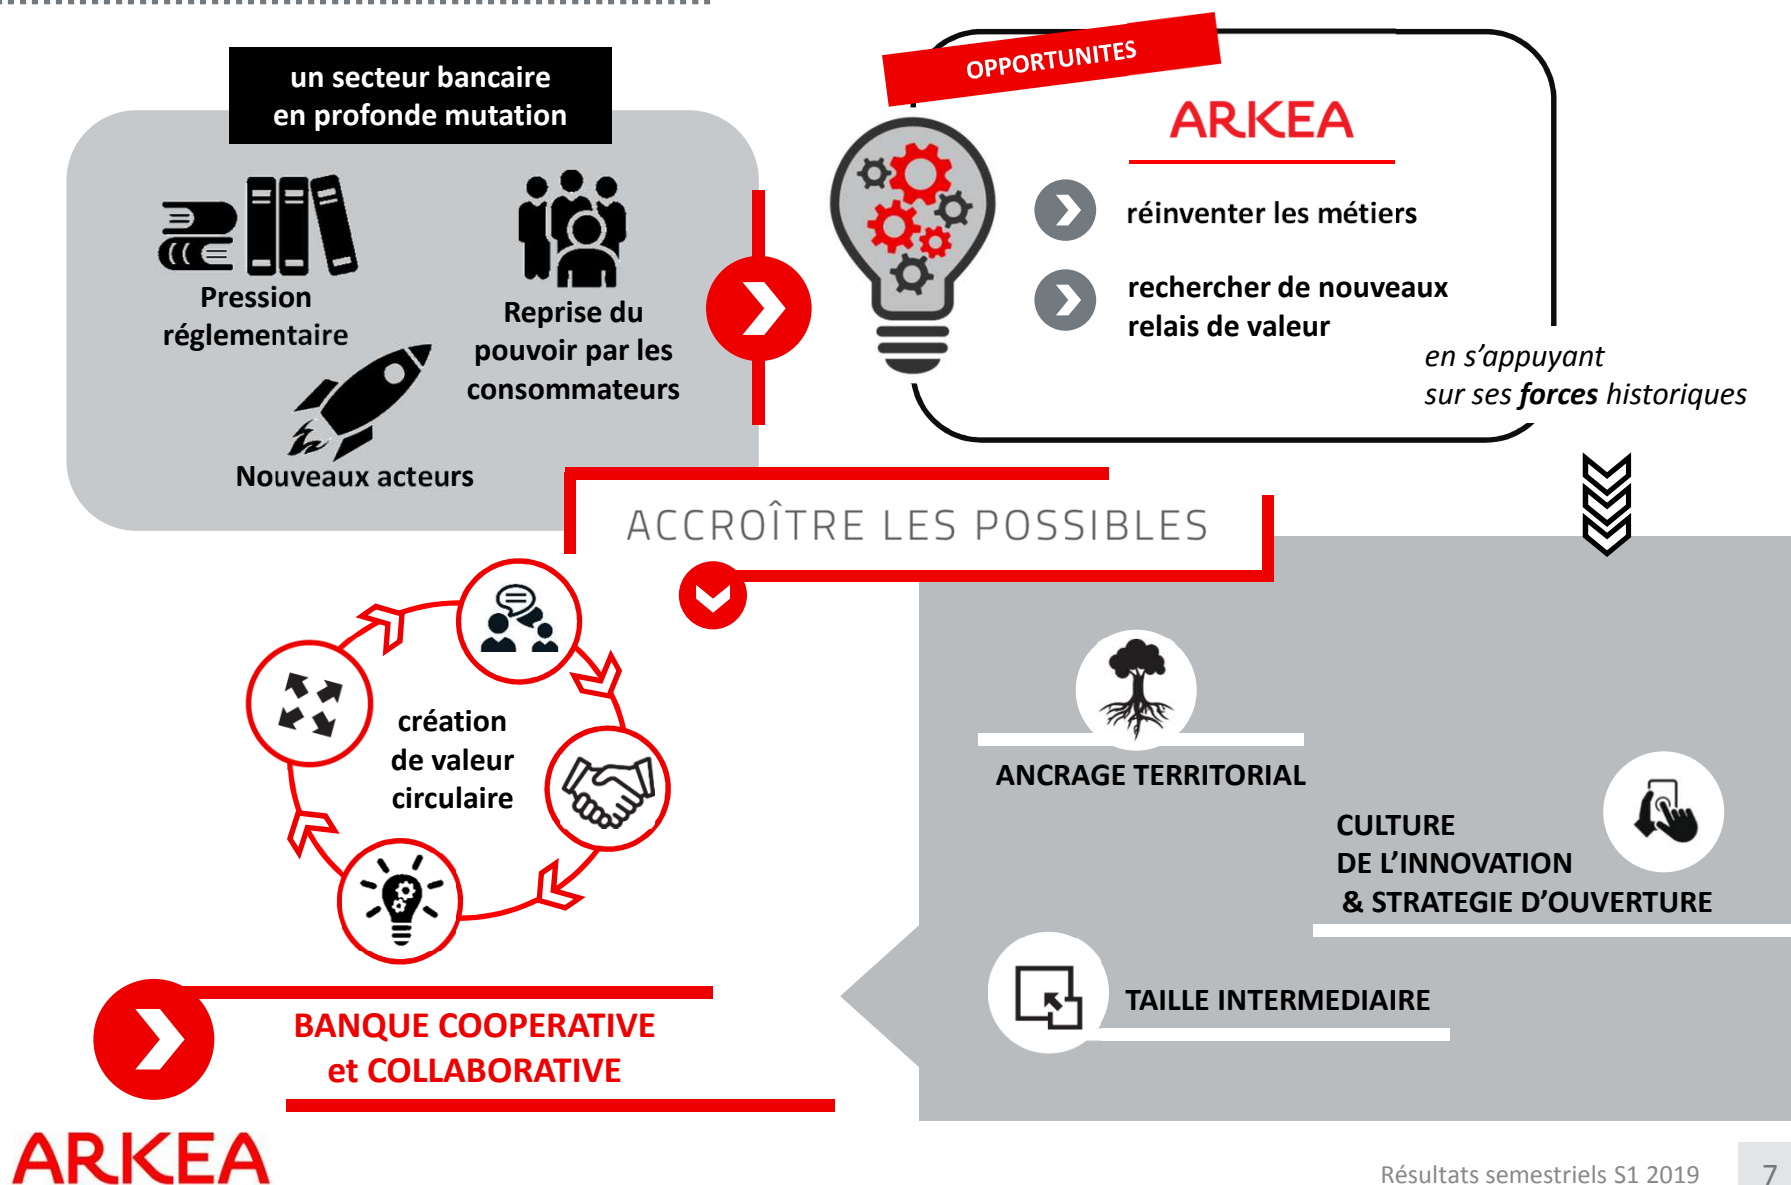 un secteur bancaire
en profonde mutation
Pression
réglementaire
Reprise du
pouvoir par les
consommateurs
Nouveaux acteurs
OPPORTUNITES
ARKEA
réinventer les métiers
rechercher de nouveaux
relais de valeur
en s’appuyant
sur ses forces historiques
ACCROÎTRE LES POSSIBLES
création
de valeur
circulaire
ANCRAGE TERRITORIAL
CULTURE
DE L’INNOVATION
& STRATEGIE D’OUVERTURE
TAILLE INTERMEDIAIRE
BANQUE COOPERATIVE
et COLLABORATIVE
ARKEA
Résultats semestriels S1 2019
7